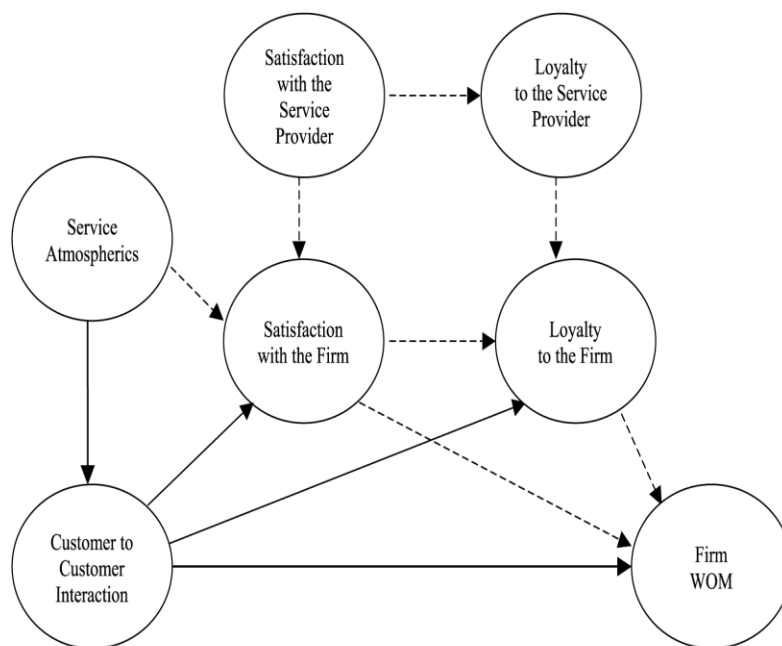 Satisfaction
with the
Service
Provider
Loyalty
to the Service
Provider
Service
Atmospherics
Satisfaction
with the Firm
Loyalty
to the Firm
Customer to
Customer
Interaction
Firm
WOM